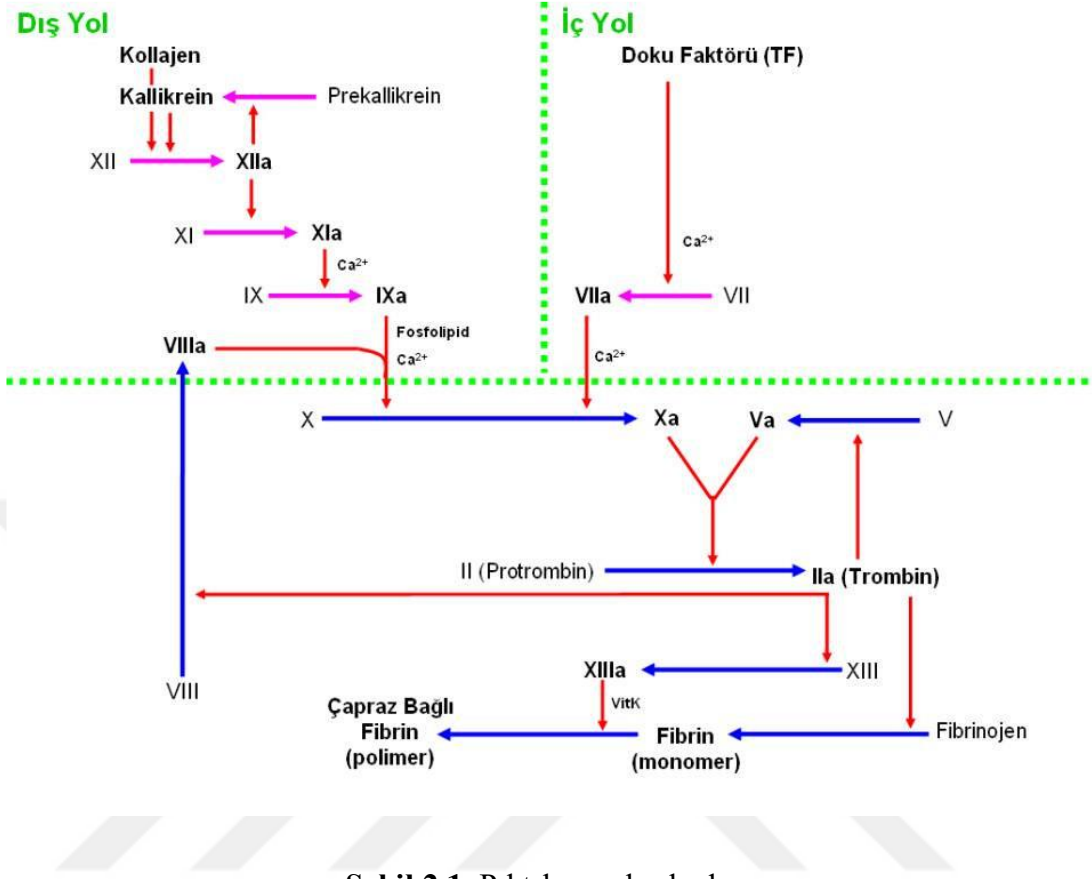 Dış Yol
İç Yol
Kollajen
Doku Faktörü (TF)
Kallikrein
Prekallikrein
XII
XIIa
XI
XIa
Ca2+
Ca2+
IX
IXa
VIIa
VII
Fosfolipid
Ca2+
Ca2+
VIIIa
X
Xa
Va
V
II (Protrombin)
IIa (Trombin)
XIIIa
XIII
VIII
VitK
Çapraz Bağlı
Fibrin
(polimer)
Fibrin
(monomer)
Fibrinojen
2.1.